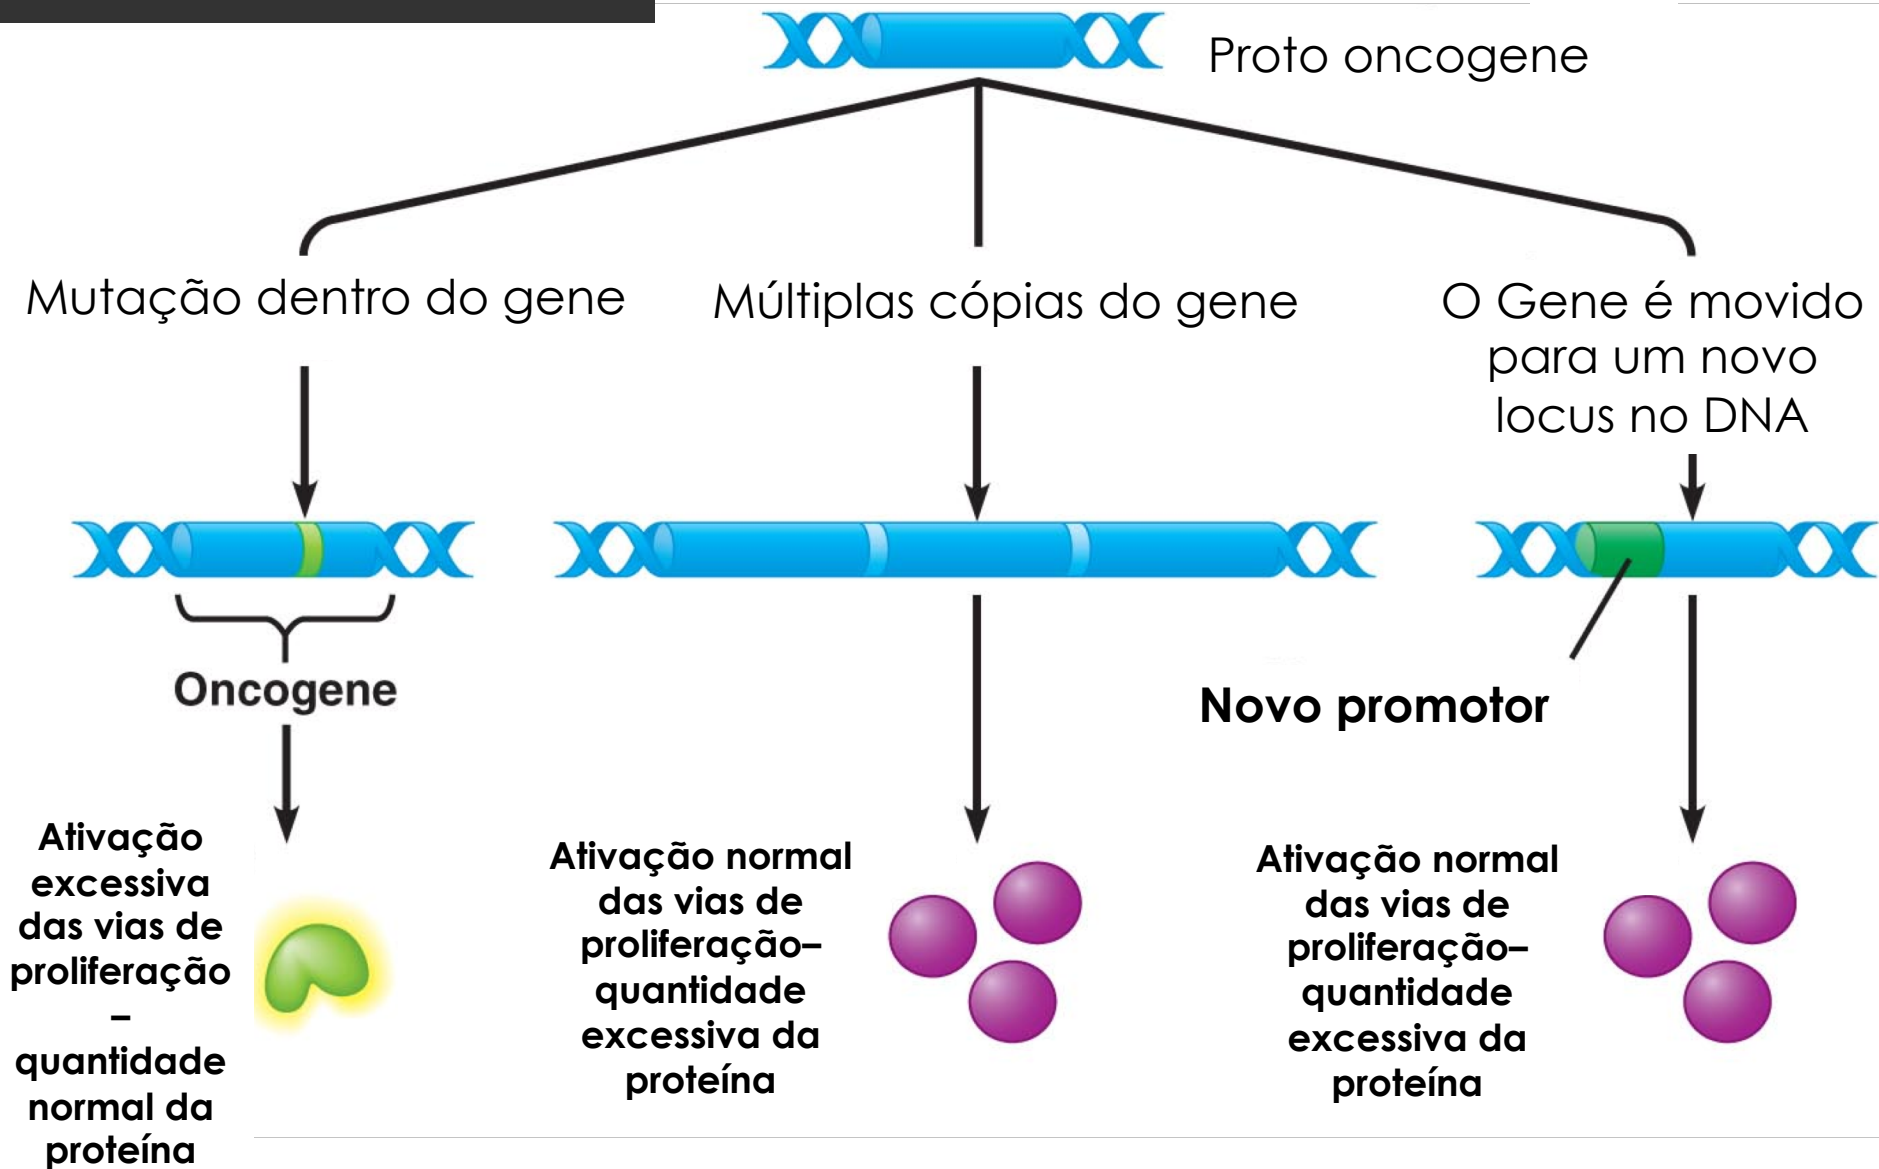 Proto oncogene
Mutação dentro do gene
Múltiplas cópias do gene
O Gene é movido
para um novo
locus no DNA
Oncogene
Novo promotor
Ativação
excessiva
das vias de
proliferação
–
quantidade
normal da
proteína
Ativação normal
das vias de
proliferação–
quantidade
excessiva da
proteína
Ativação normal
das vias de
proliferação–
quantidade
excessiva da
proteína